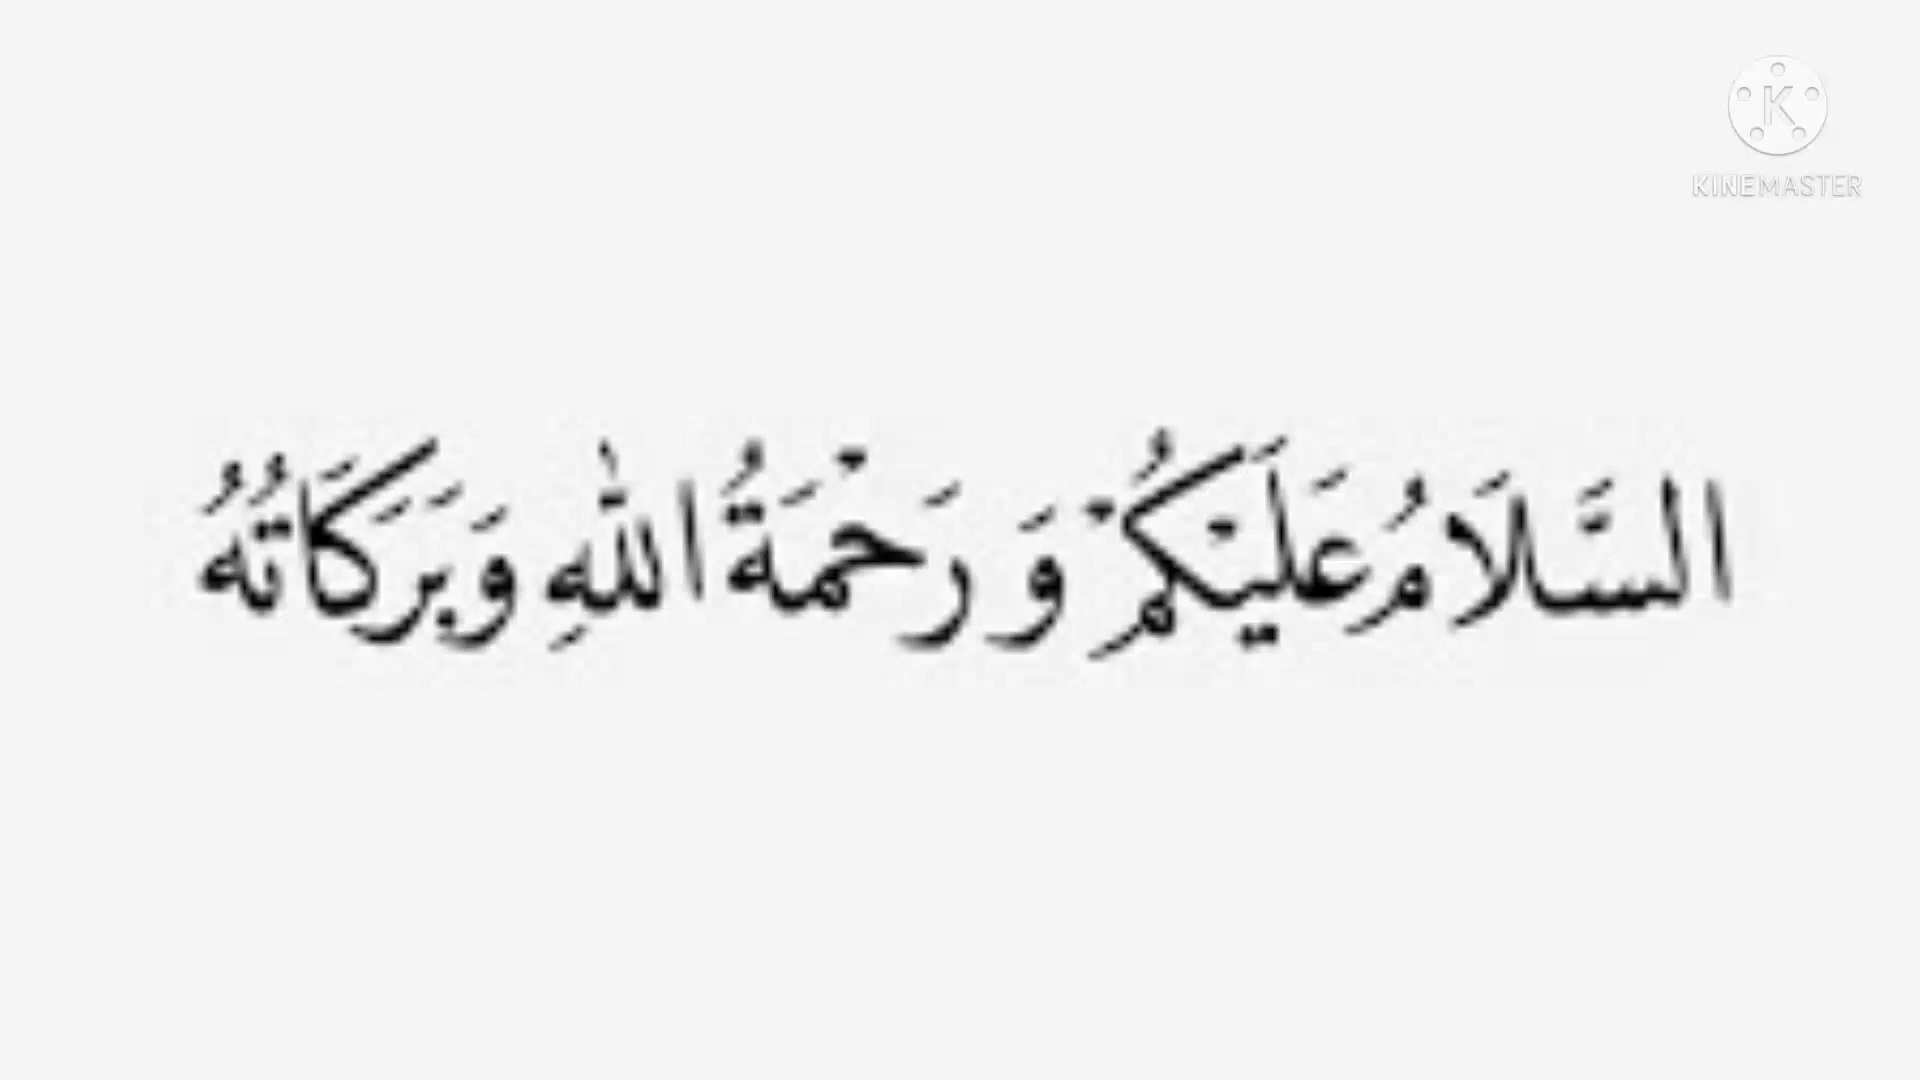 KINEMASTER
السَّلَامُ عَلَيْكُمْ وَ رَحْمَةُ اللهِ وَبَرَكَاتُهُ